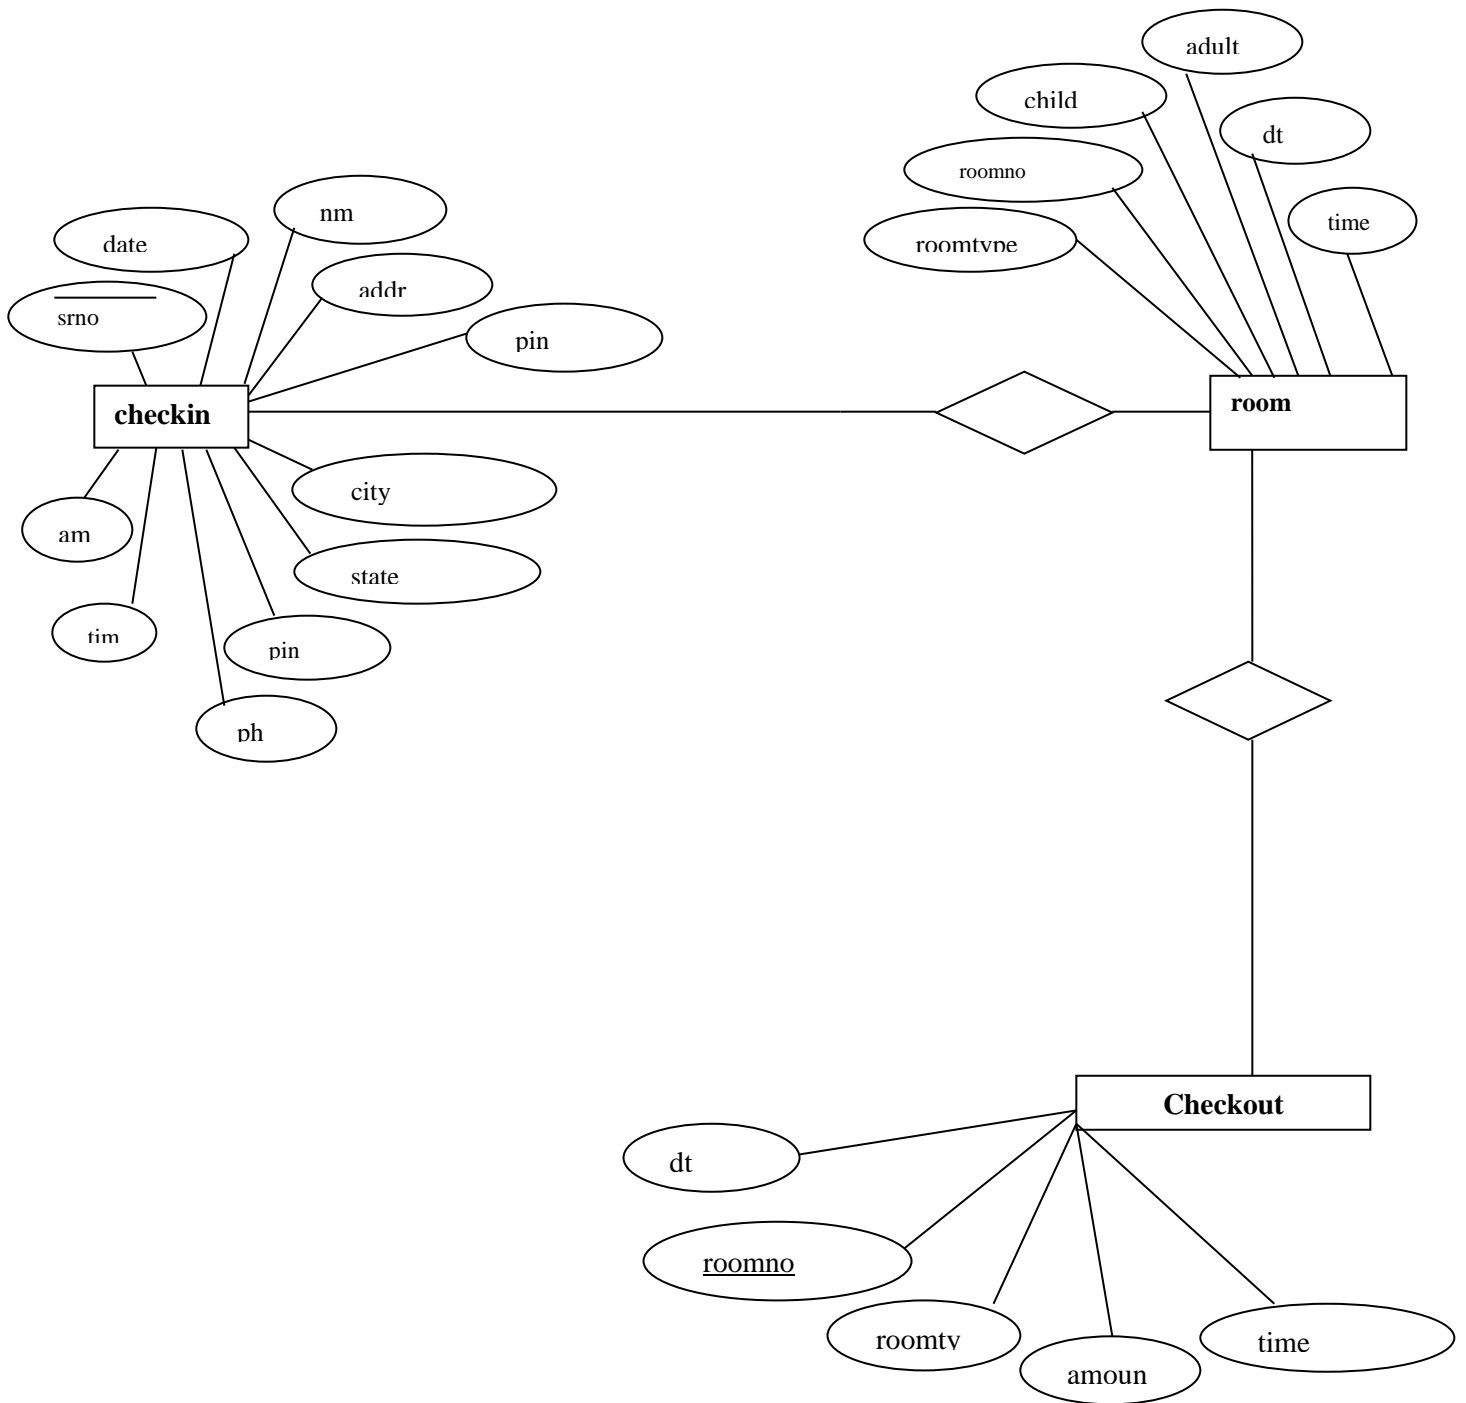 adult
child
dt
roomno
nm
time
date
roomtype
addr
srno
pin
checkin
room
city
am
state
tim
pin
ph
Checkout
dt
roomno
roomty
amoun
time